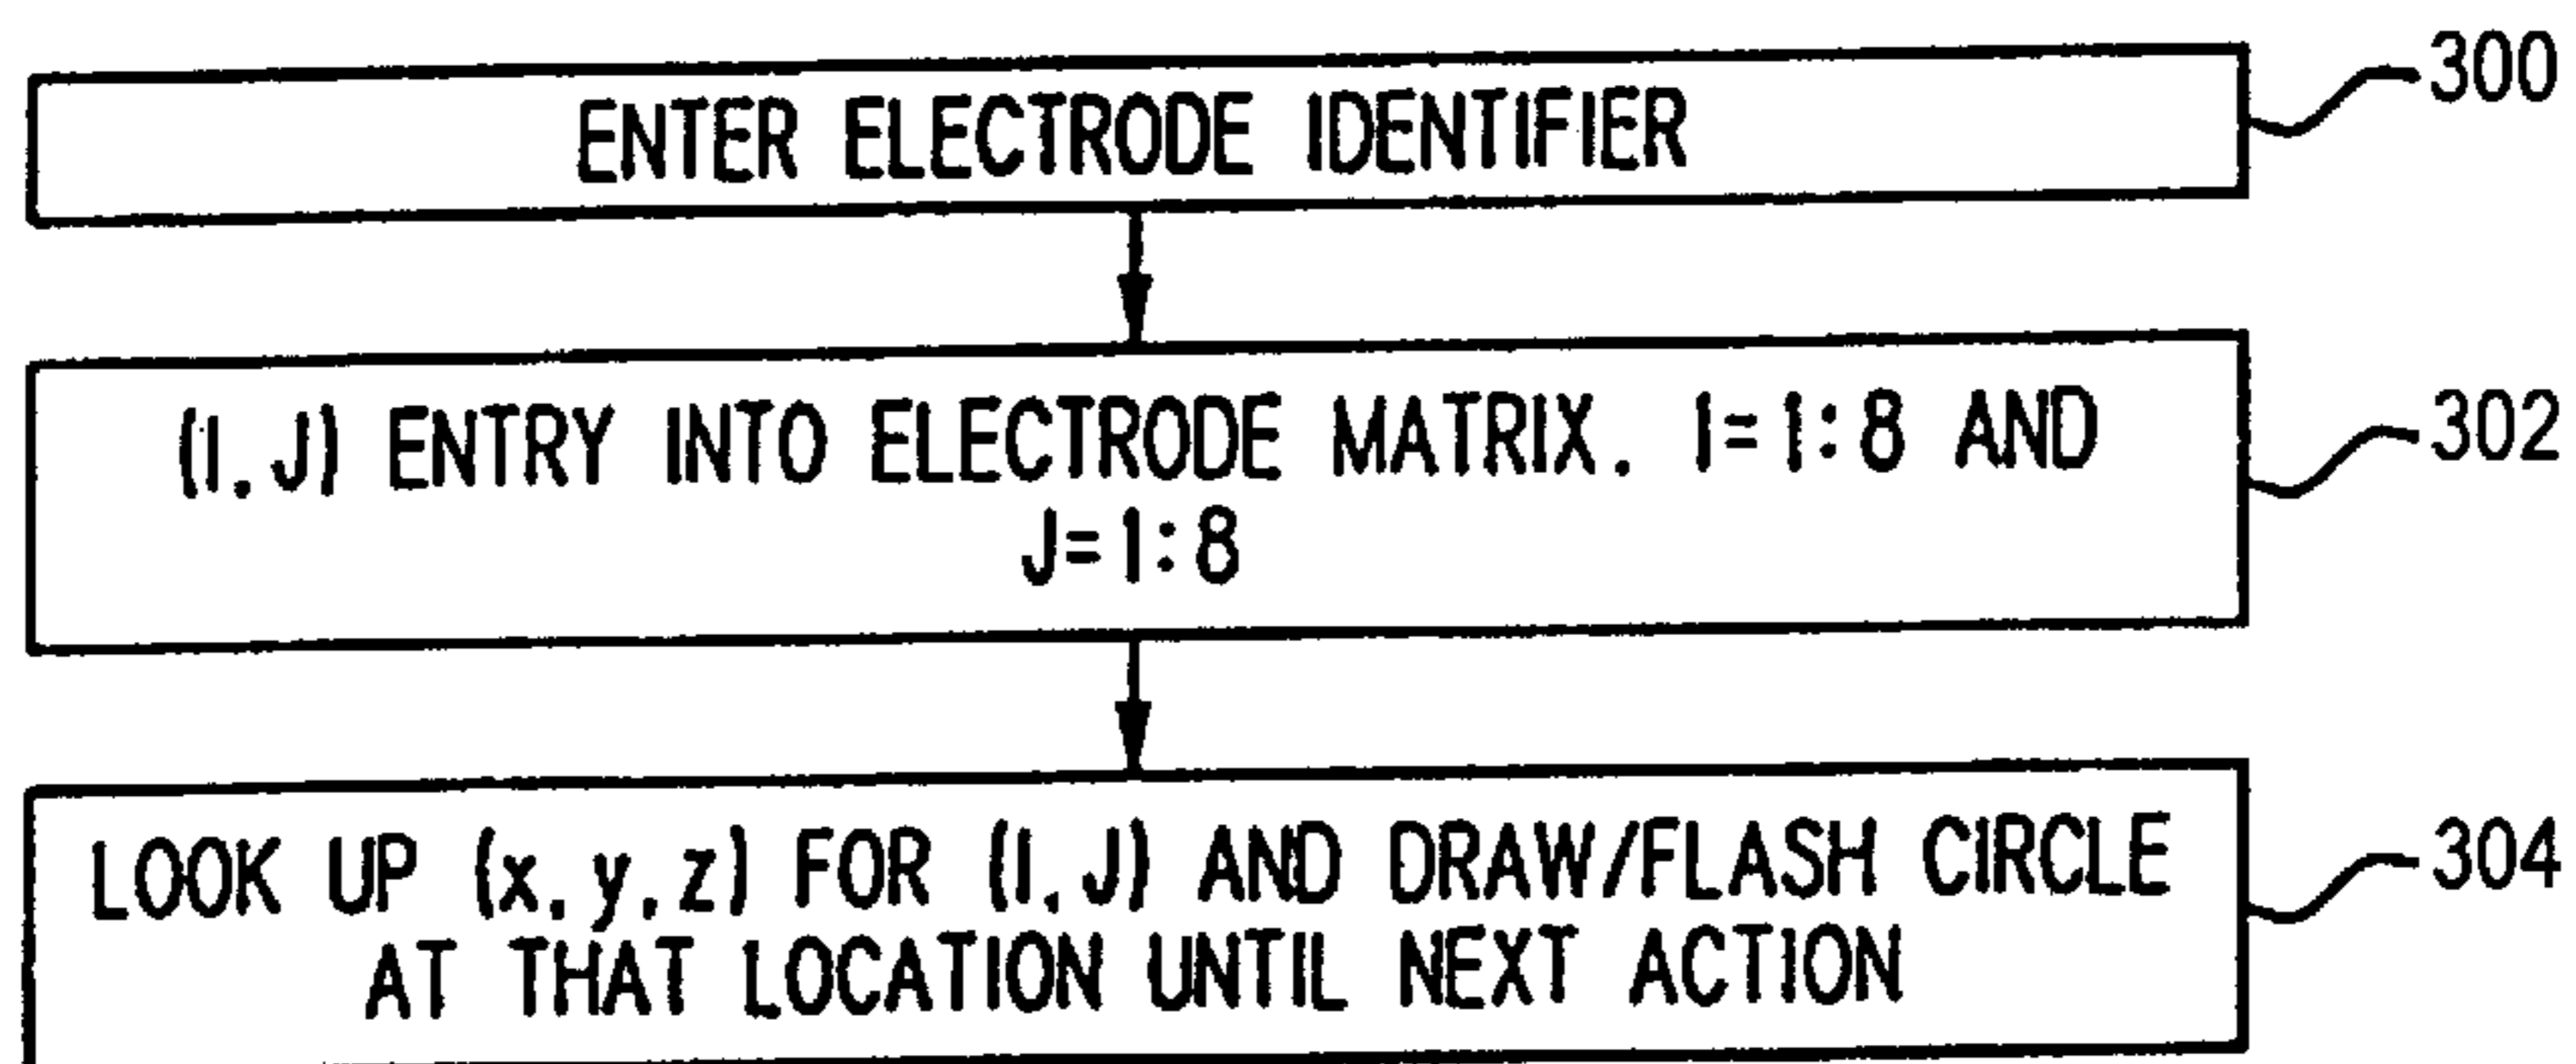 ENTER ELECTRODE IDENTIFIER
300
(I,J) ENTRY INTO ELECTRODE MATRIX. I=1:8 AND
J=1:8
302
LOOK UP (x,y,z) FOR (I,J) AND DRAW/FLASH CIRCLE
AT THAT LOCATION UNTIL NEXT ACTION
304